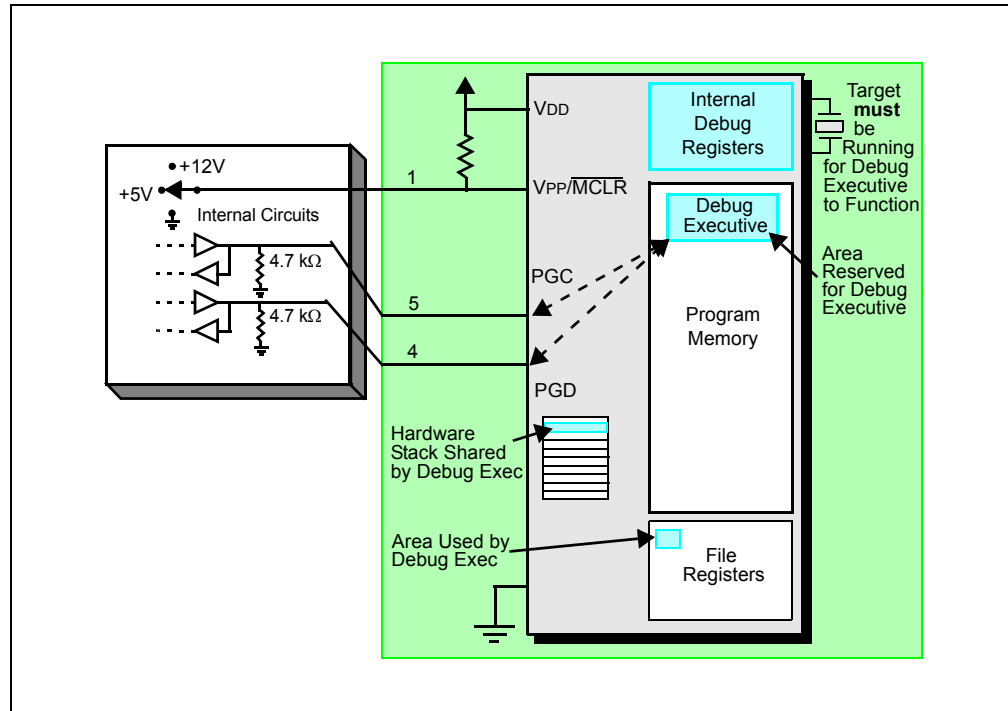 +12V
+5V
Internal Circuits
4.7 kΩ
4.7 kΩ
1
5
4
VDD
VPP/MCLR
PGC
PGD
Internal
Debug
Registers
Target
must
be
Running
for Debug
Executive
to Function
Debug
Executive
Area
Reserved
for Debug
Executive
Program
Memory
Hardware
Stack Shared
by Debug Exec
Area Used by
Debug Exec
File
Registers